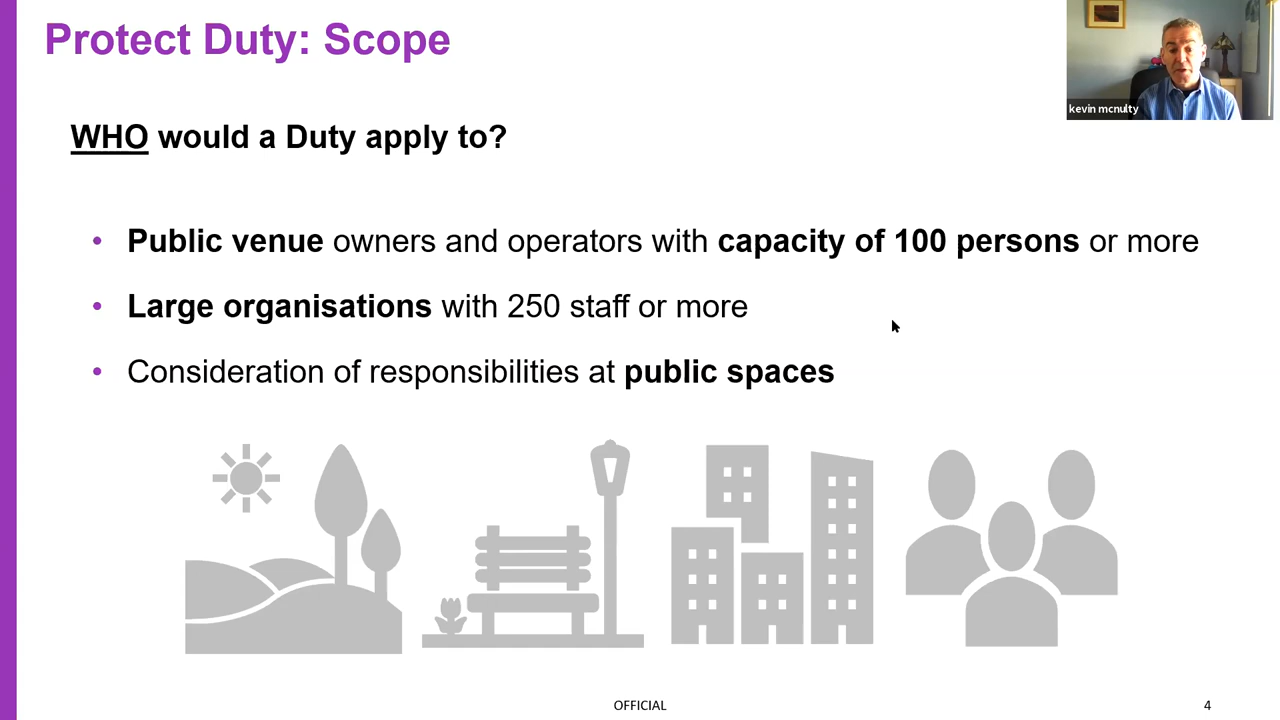 Protect Duty: Scope
kevin mcnulty
WHO would a Duty apply to?
• Public venue owners and operators with capacity of 100 persons or more
• Large organisations with 250 staff or more
• Consideration of responsibilities at public spaces
OFFICIAL
4